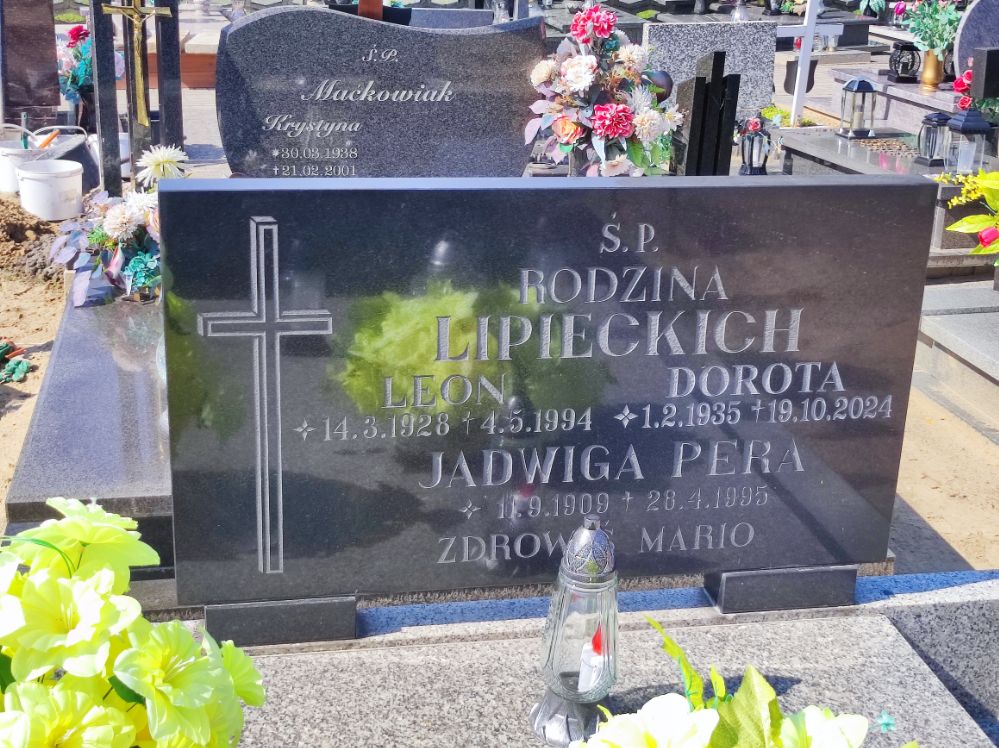 Ś.P.
Maćkowiak
Krystyna
*30.03.1938
†21.02.2001
Ś.P.
RODZINA
LIPIECKICH
LEON DOROTA
✧14.3.1928 †4.5.1994 ✧1.2.1935 †19.10.2024
JADWIGA PERA
✧11.9.1909 †28.4.1995
ZDROWAŚ MARIO